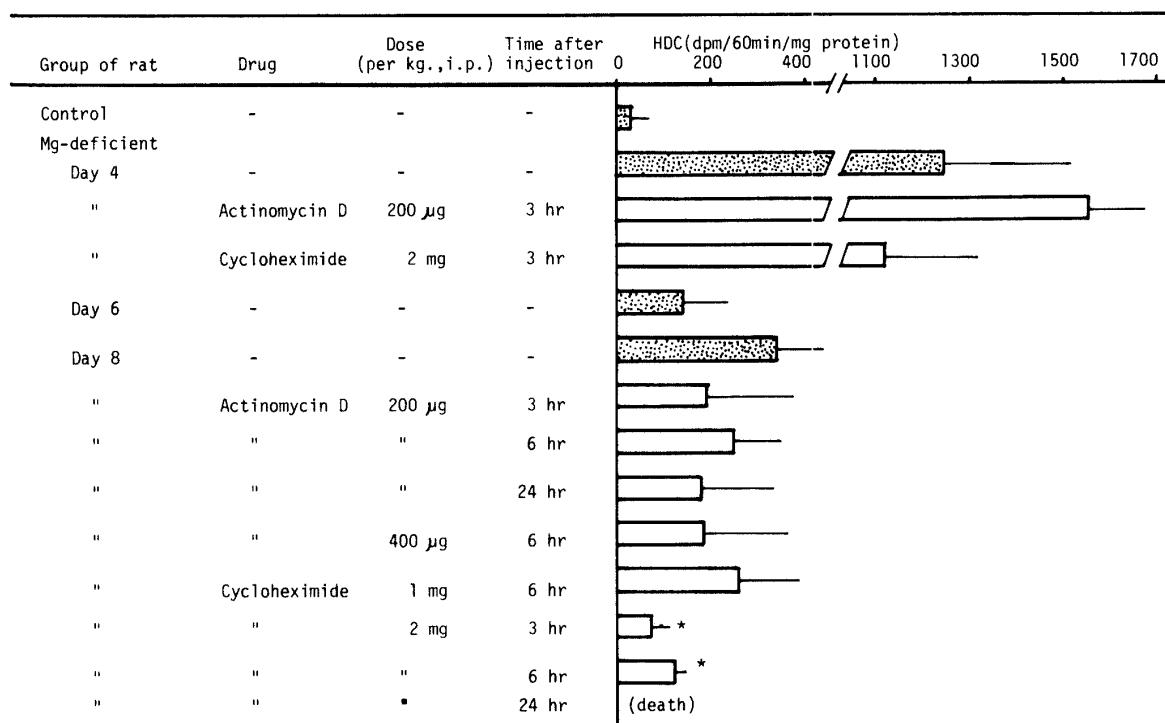 Group of rat Drug Dose (per kg.,i.p.) Time after injection HDC(dpm/60min/mg protein)
0 200 400 1100 1300 1500 1700
Control - - -
Mg-deficient
Day 4 - - -
" Actinomycin D 200 µg 3 hr
" Cycloheximide 2 mg 3 hr
Day 6 - - -
Day 8 - - -
" Actinomycin D 200 µg 3 hr
" " " 6 hr
" " " 24 hr
" " 400 µg 6 hr
" Cycloheximide 1 mg 6 hr
" " 2 mg 3 hr *
" " " 6 hr *
" " " 24 hr (death)